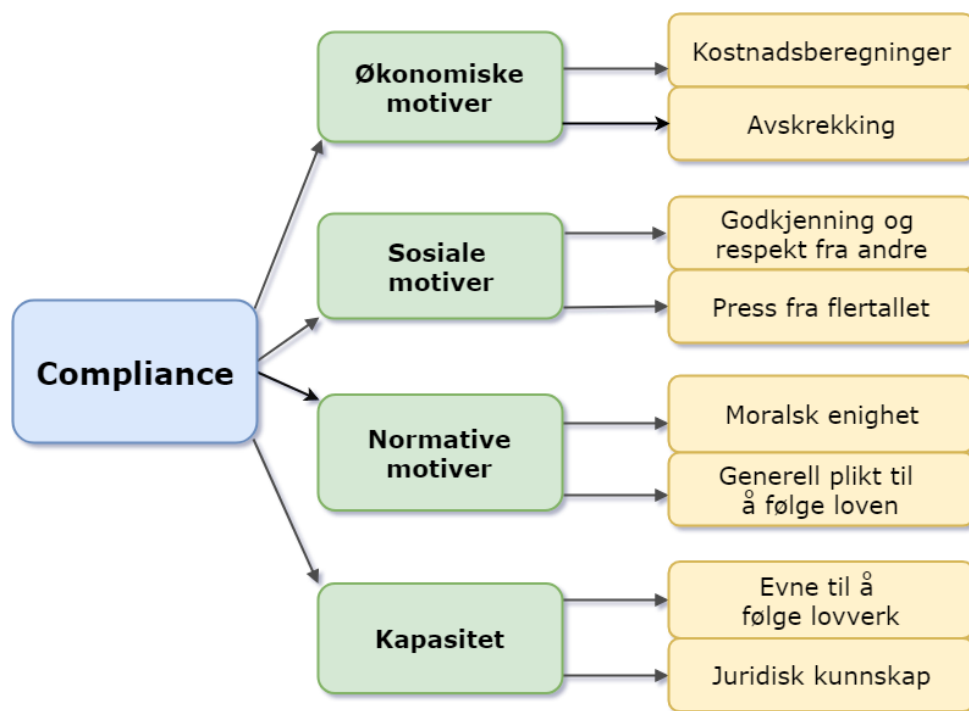 Økonomiske
motiver
Kostnadsberegninger
Avskrekking
Sosiale
motiver
Godkjenning og
respekt fra andre
Press fra flertallet
Compliance
Normative
motiver
Moralsk enighet
Generell plikt til
å følge loven
Kapasitet
Evne til å
følge lovverk
Juridisk kunnskap